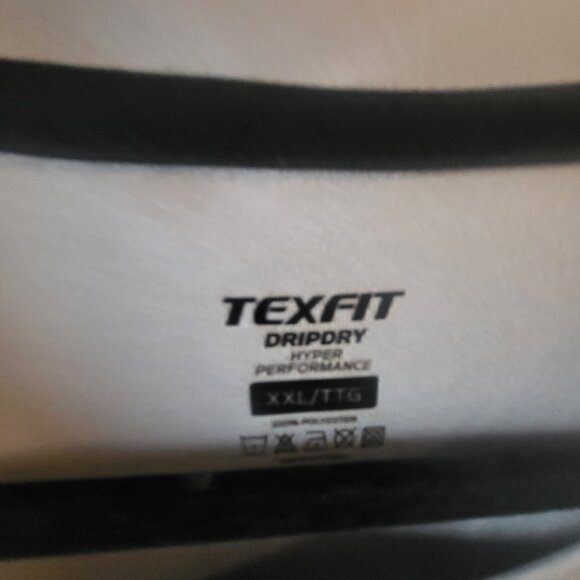 TEXFIT
DRIPDRY
HYPER
PERFORMANCE
XXL/TTG
100% POLYESTER